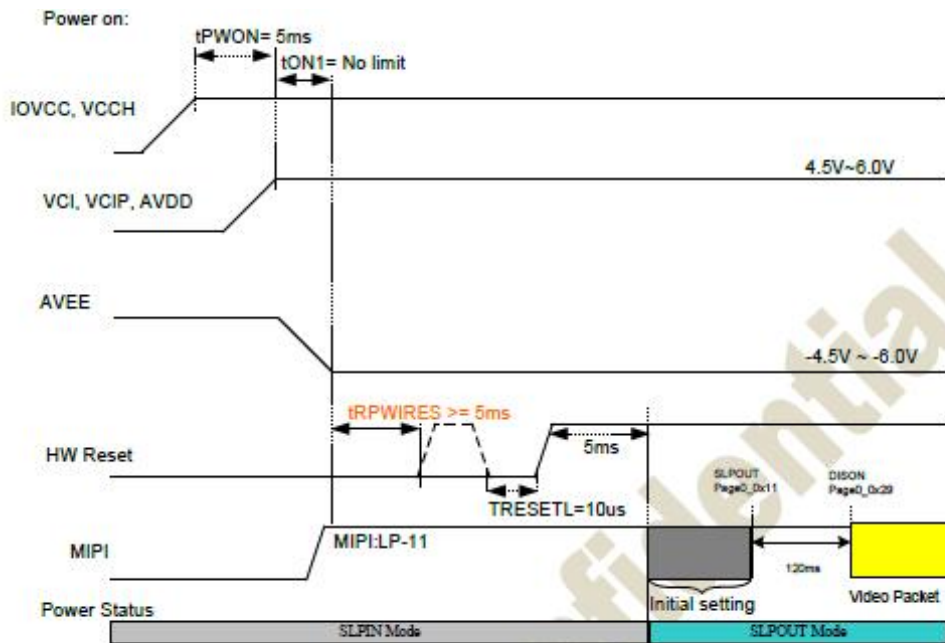 Power on:
tPWON= 5ms
tON1= No limit
IOVCC, VCCH
4.5V~6.0V
VCI, VCIP, AVDD
AVEE
-4.5V ~ -6.0V
tRPWIRES >= 5ms
HW Reset
5ms
SLPOUT
Page0_0x11
DISON
Page0_0x29
TRESETL=10us
MIPI:LP-11
MIPI
120ms
Initial setting
Video Packet
Power Status
SLPIN Mode
SLPOUT Mode
fidential